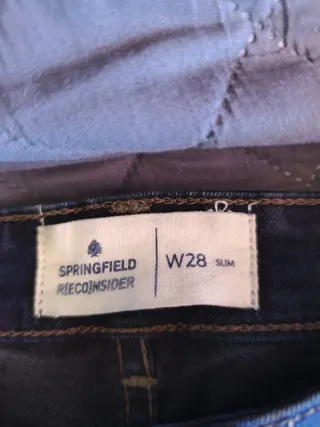 SPRINGFIELD
R[ECO]NSIDER
W28 SLIM